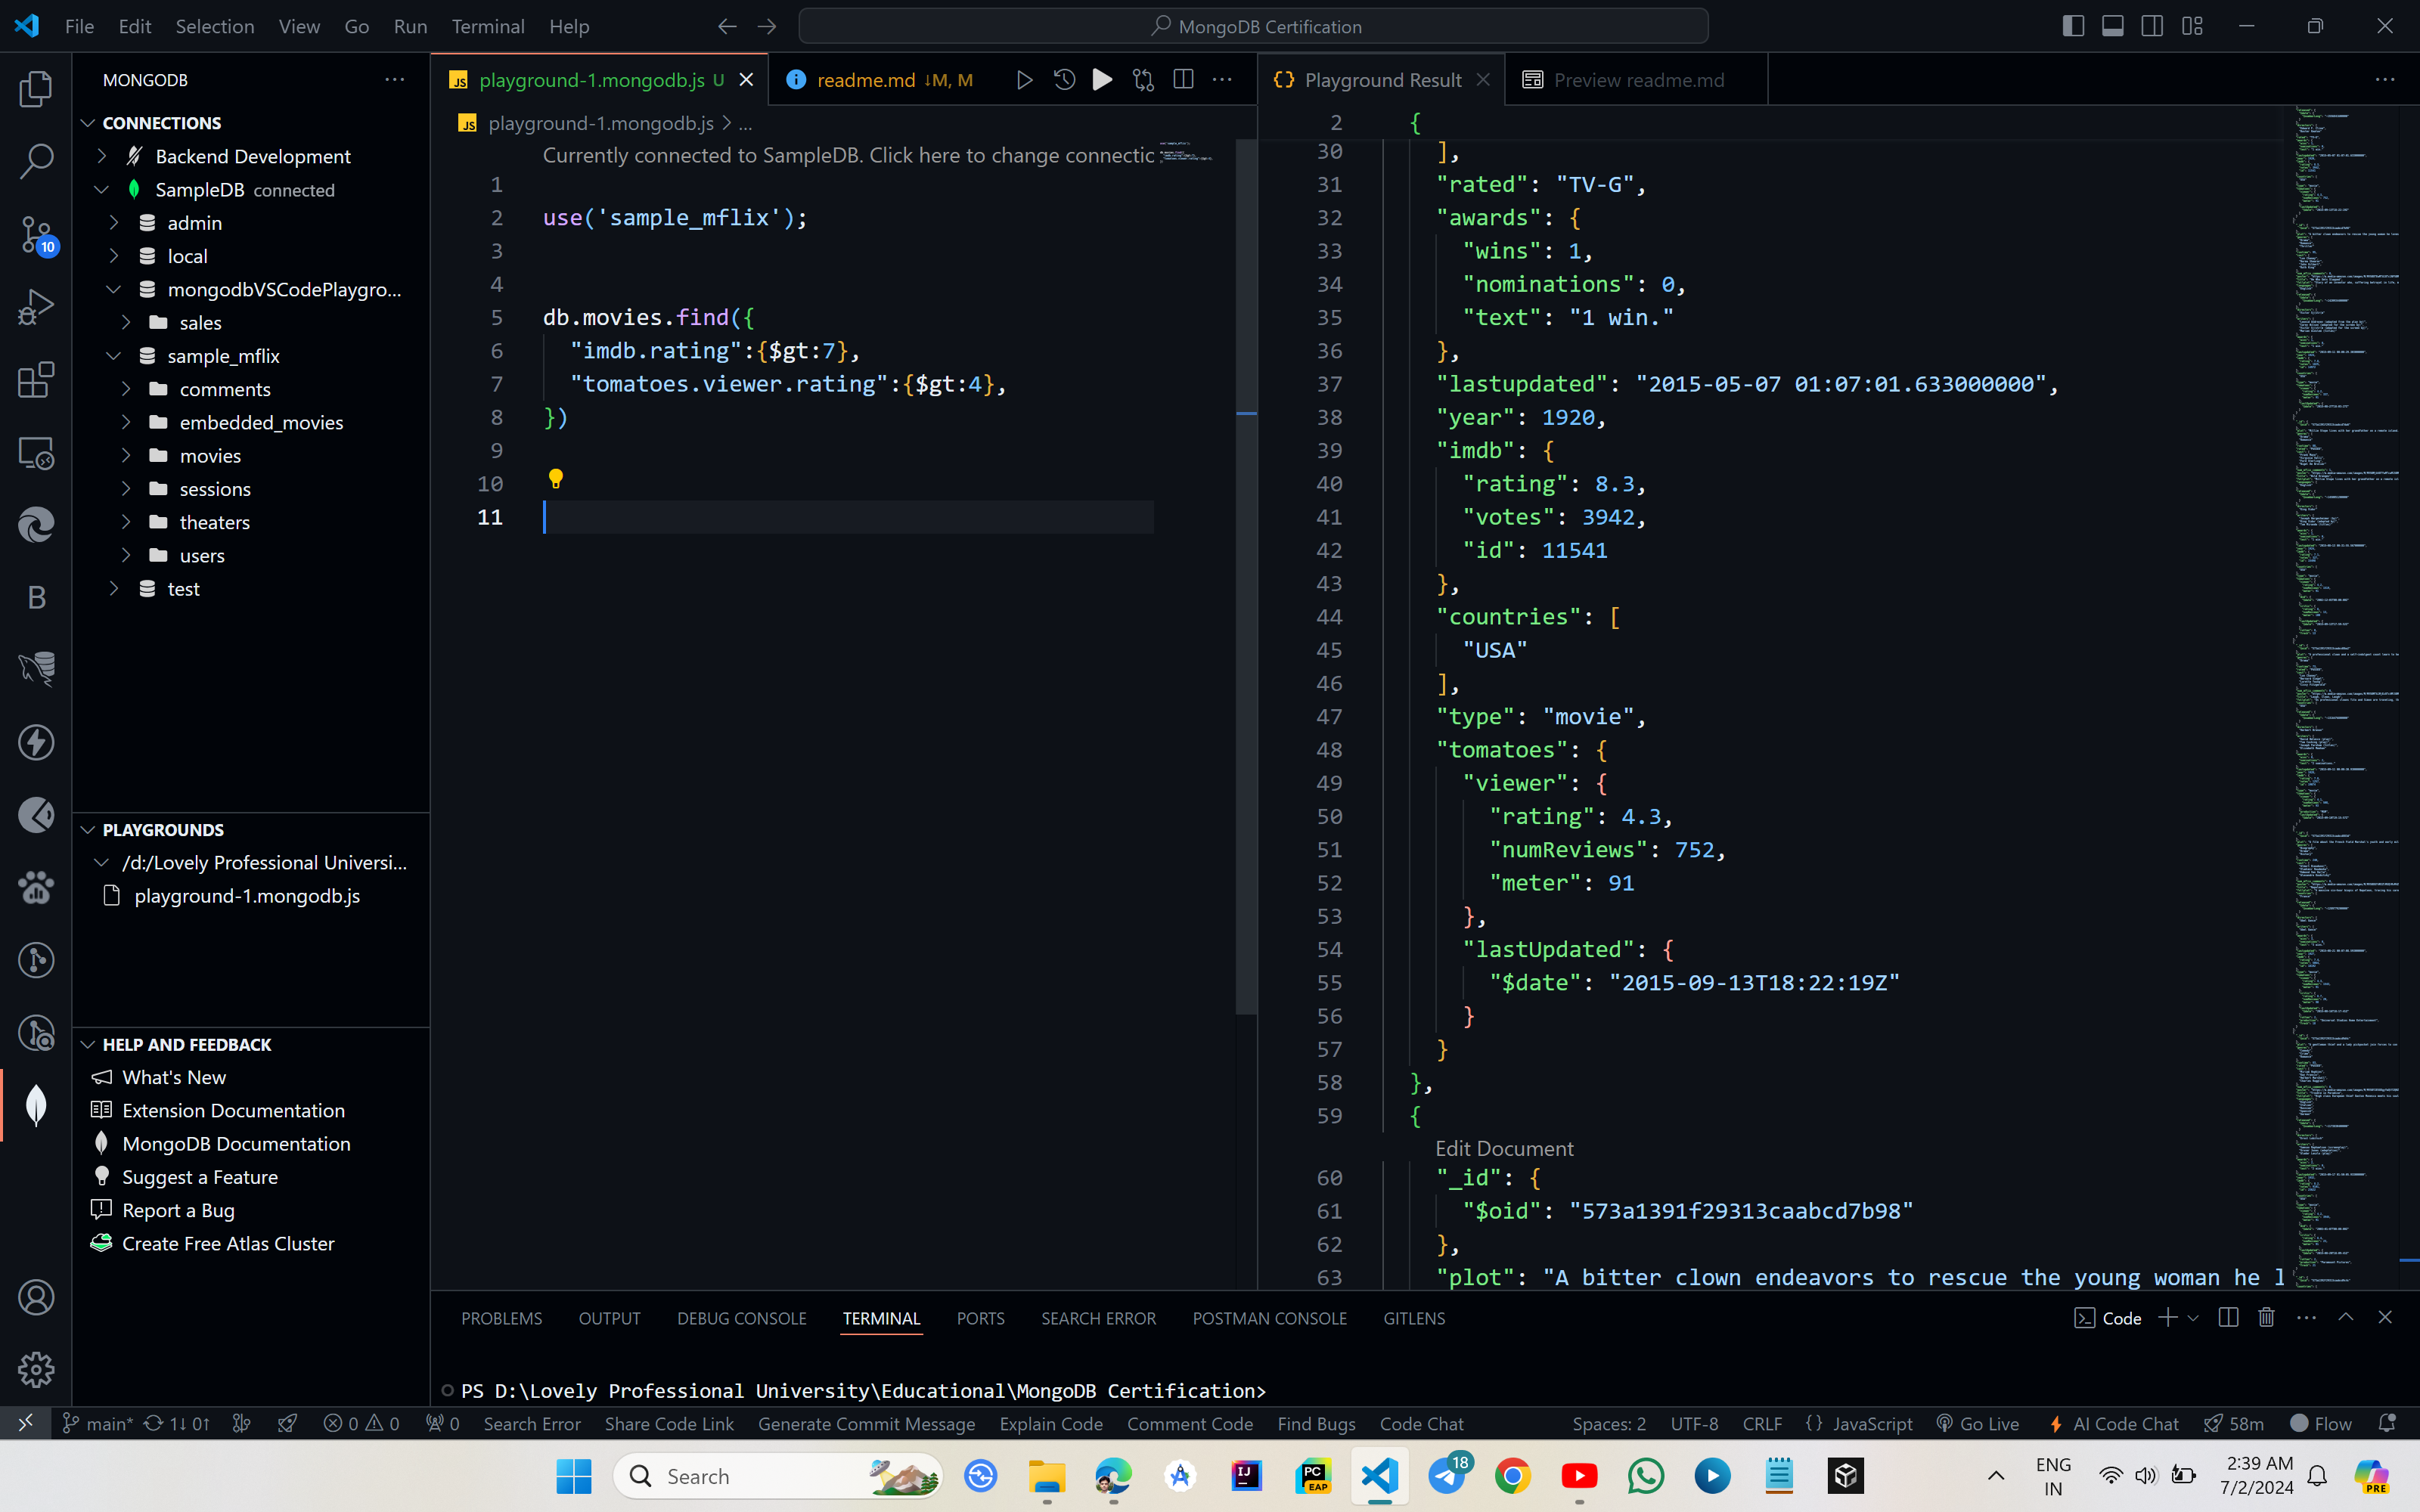 File Edit Selection View Go Run Terminal Help
MongoDB Certification
MONGODB
CONNECTIONS
Backend Development
SampleDB connected
admin
local
mongodbVSCodePlaygro...
sales
sample_mflix
comments
embedded_movies
movies
sessions
theaters
users
test
PLAYGROUNDS
/d:/Lovely Professional Universi...
playground-1.mongodb.js
HELP AND FEEDBACK
What's New
Extension Documentation
MongoDB Documentation
Suggest a Feature
Report a Bug
Create Free Atlas Cluster
10
B
JS playground-1.mongodb.js U
readme.md ↓M, M
JS playground-1.mongodb.js > ...
Currently connected to SampleDB. Click here to change connectic
1
2 use('sample_mflix');
3
4
5 db.movies.find({
6 "imdb.rating":{$gt:7},
7 "tomatoes.viewer.rating":{$gt:4},
8 })
9
10
11
{} Playground Result
Preview readme.md
2 {
30 ],
31 "rated": "TV-G",
32 "awards": {
33 "wins": 1,
34 "nominations": 0,
35 "text": "1 win."
36 },
37 "lastupdated": "2015-05-07 01:07:01.633000000",
38 "year": 1920,
39 "imdb": {
40 "rating": 8.3,
41 "votes": 3942,
42 "id": 11541
43 },
44 "countries": [
45 "USA"
46 ],
47 "type": "movie",
48 "tomatoes": {
49 "viewer": {
50 "rating": 4.3,
51 "numReviews": 752,
52 "meter": 91
53 },
54 "lastUpdated": {
55 "$date": "2015-09-13T18:22:19Z"
56 }
57 }
58 },
59 {
Edit Document
60 "_id": {
61 "$oid": "573a1391f29313caabcd7b98"
62 },
63 "plot": "A bitter clown endeavors to rescue the young woman he l
PROBLEMS OUTPUT DEBUG CONSOLE TERMINAL PORTS SEARCH ERROR POSTMAN CONSOLE GITLENS
Code
PS D:\Lovely Professional University\Educational\MongoDB Certification>
main* 1↓ 0↑ 0 0 0 Search Error Share Code Link Generate Commit Message Explain Code Comment Code Find Bugs Code Chat
Spaces: 2 UTF-8 CRLF {} JavaScript Go Live AI Code Chat 58m Flow
Search
IJ
PC
EAP
18
ENG
IN
2:39 AM
7/2/2024
PRE